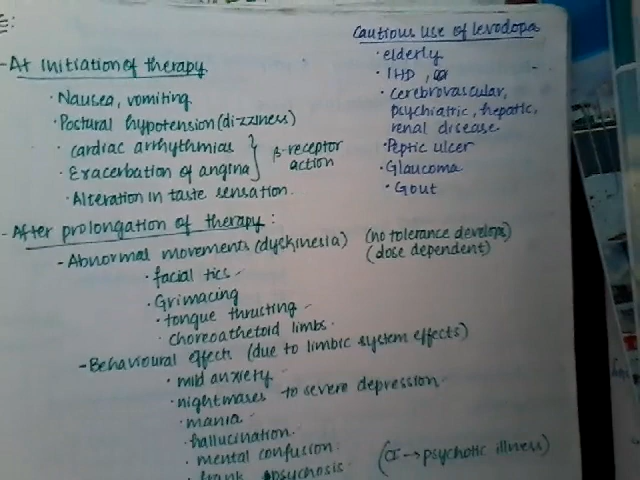 E:
- At initiation of therapy
· Nausea, vomiting
· Postural hypotension (dizziness)
· cardiac arrhythmias
· Exacerbation of angina
β-receptor
action
· Alteration in taste sensation.
Cautious use of levodopa
· elderly
· IHD,
· cerebrovascular,
psychiatric, hepatic,
renal disease
· Peptic ulcer
· Glaucoma
· Gout
- After prolongation of therapy:
- Abnormal movements (dyskinesia) (no tolerance develops)
(dose dependent)
· facial tics
· Grimacing
· tongue thrusting
· choreoathetoid limbs.
- Behavioural effects (due to limbic system effects)
· mild anxiety
· nightmares to severe depression
· mania
· hallucination.
· mental confusion.
· frank psychosis. (CI → psychotic illness)